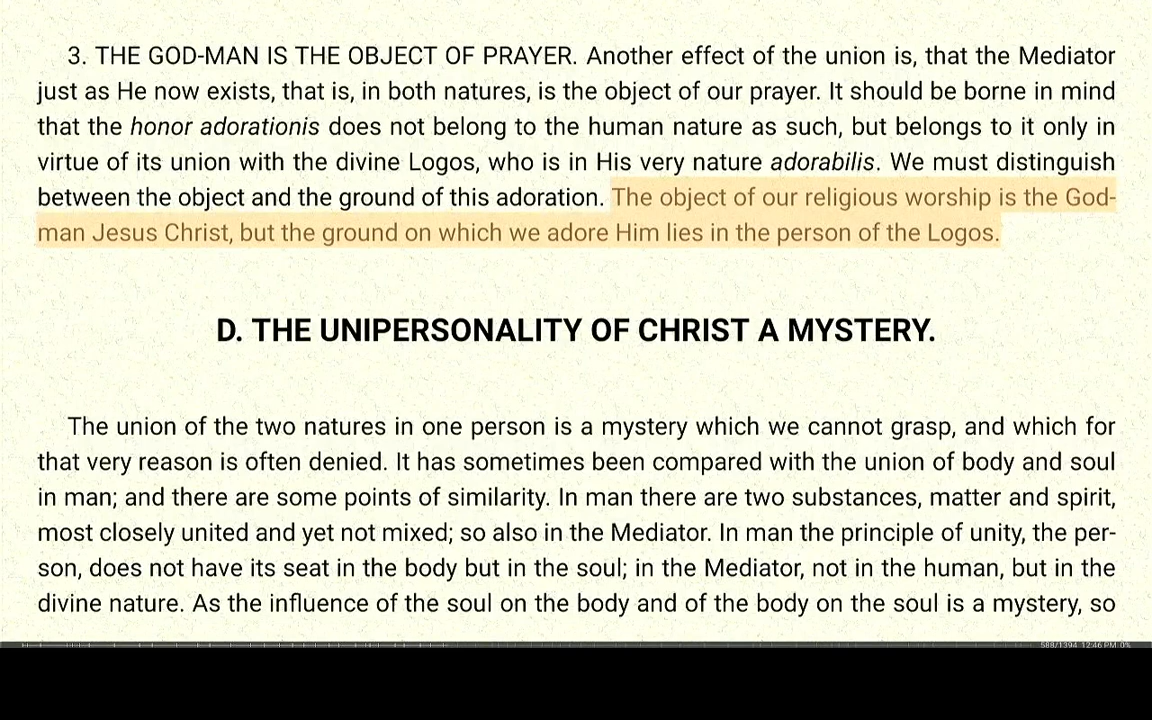 3. THE GOD-MAN IS THE OBJECT OF PRAYER. Another effect of the union is, that the Mediator
just as He now exists, that is, in both natures, is the object of our prayer. It should be borne in mind
that the honor adorationis does not belong to the human nature as such, but belongs to it only in
virtue of its union with the divine Logos, who is in His very nature adorabilis. We must distinguish
between the object and the ground of this adoration. The object of our religious worship is the God-
man Jesus Christ, but the ground on which we adore Him lies in the person of the Logos.
D. THE UNIPERSONALITY OF CHRIST A MYSTERY.
The union of the two natures in one person is a mystery which we cannot grasp, and which for
that very reason is often denied. It has sometimes been compared with the union of body and soul
in man; and there are some points of similarity. In man there are two substances, matter and spirit,
most closely united and yet not mixed; so also in the Mediator. In man the principle of unity, the per-
son, does not have its seat in the body but in the soul; in the Mediator, not in the human, but in the
divine nature. As the influence of the soul on the body and of the body on the soul is a mystery, so
588/1394 12:46 PM 0%